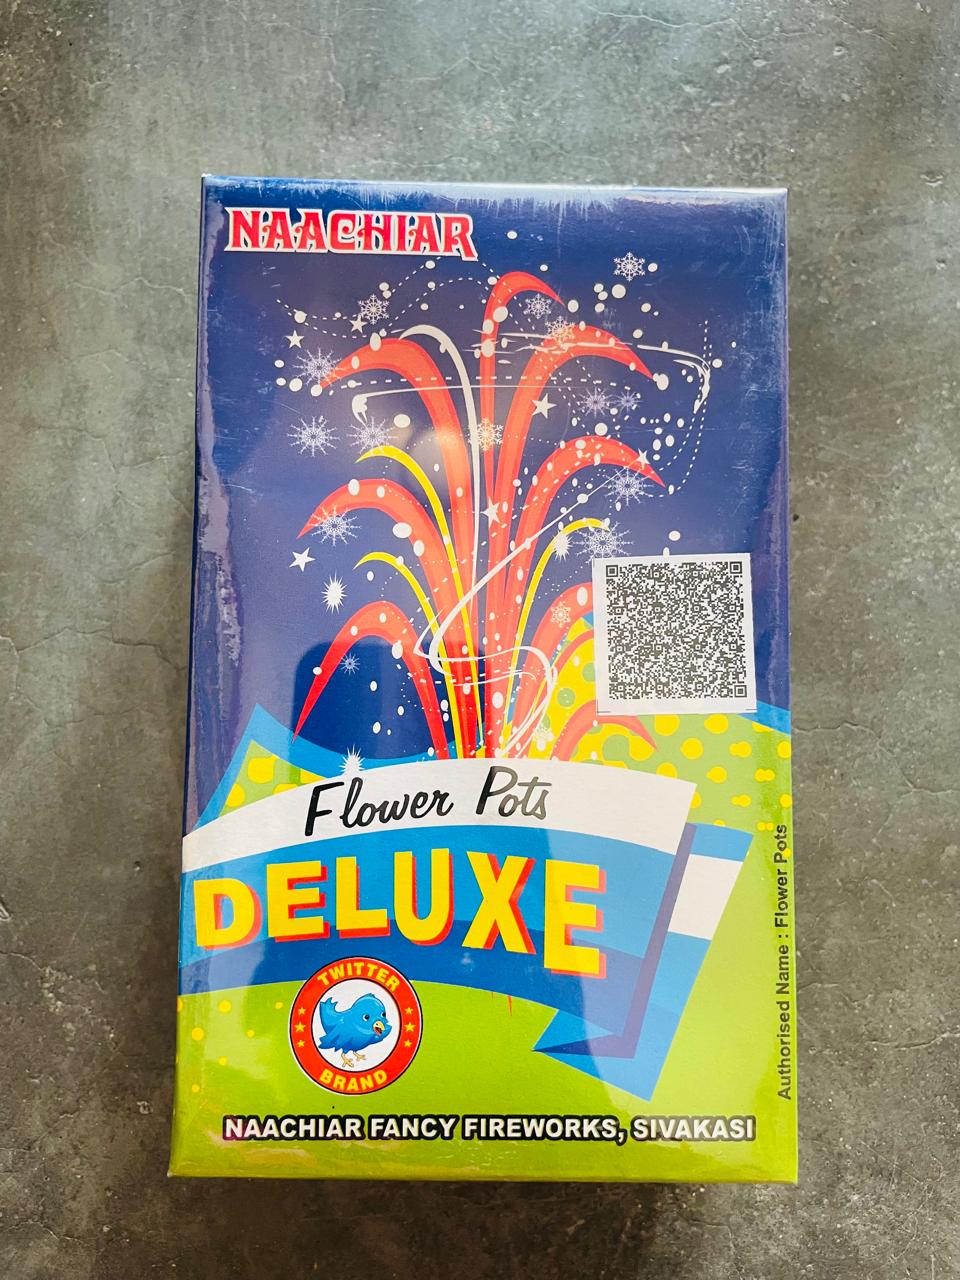 NAACHIAR
Flower Pots
DELUXE
TWITTER
BRAND
NAACHIAR FANCY FIREWORKS, SIVAKASI
Authorised Name : Flower Pots